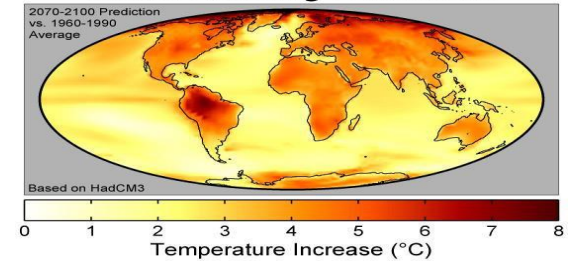 2070-2100 Prediction
vs. 1960-1990
Average
Based on HadCM3
0 1 2 3 4 5 6 7 8
Temperature Increase (°C)